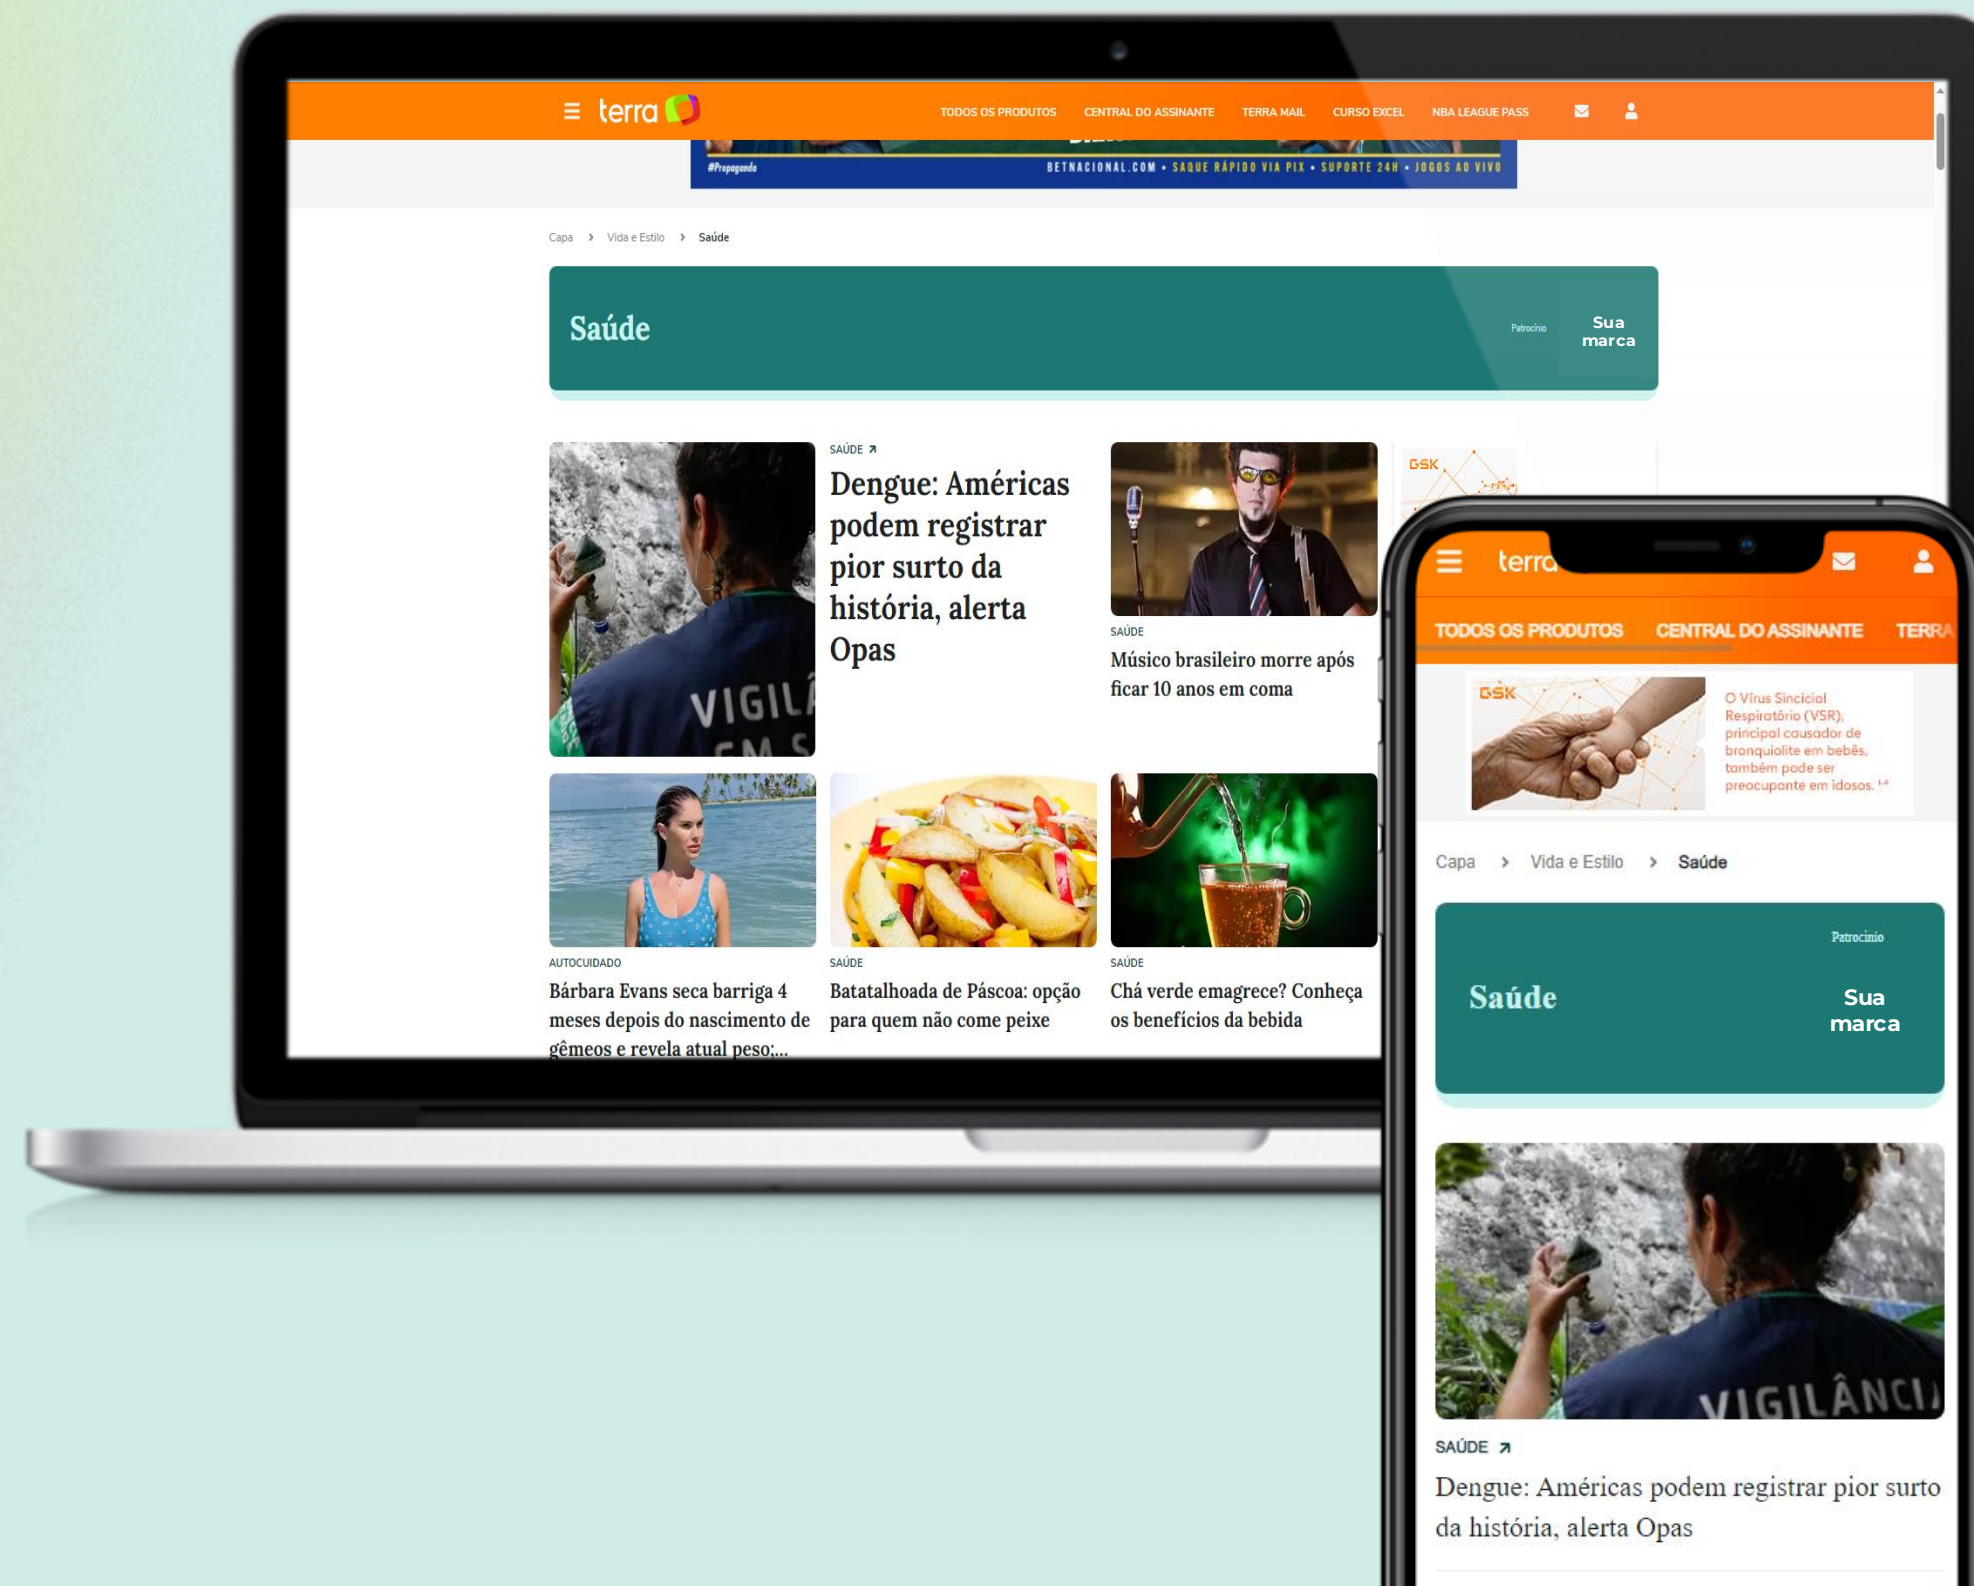 terra
TODOS OS PRODUTOS CENTRAL DO ASSINANTE TERRA MAIL CURSO EXCEL NBA LEAGUE PASS
#Propaganda
BETNACIONAL.COM • SAQUE RÁPIDO VIA PIX • SUPORTE 24H • JOGOS AO VIVO
Capa > Vida e Estilo > Saúde
Saúde
Patrocínio
Sua
marca
SAÚDE
Dengue: Américas
podem registrar
pior surto da
história, alerta
Opas
SAÚDE
Músico brasileiro morre após
ficar 10 anos em coma
GSK
VIGILÂ
EM S
AUTOCUIDADO
Bárbara Evans seca barriga 4
meses depois do nascimento de
gêmeos e revela atual peso;...
SAÚDE
Batatalhoada de Páscoa: opção
para quem não come peixe
SAÚDE
Chá verde emagrece? Conheça
os benefícios da bebida
terra
TODOS OS PRODUTOS CENTRAL DO ASSINANTE TERRA
GSK
O Vírus Sincicial
Respiratório (VSR),
principal causador de
bronquiolite em bebês,
também pode ser
preocupante em idosos.
Capa > Vida e Estilo > Saúde
Patrocínio
Saúde
Sua
marca
VIGILÂNCI
SAÚDE
Dengue: Américas podem registrar pior surto
da história, alerta Opas